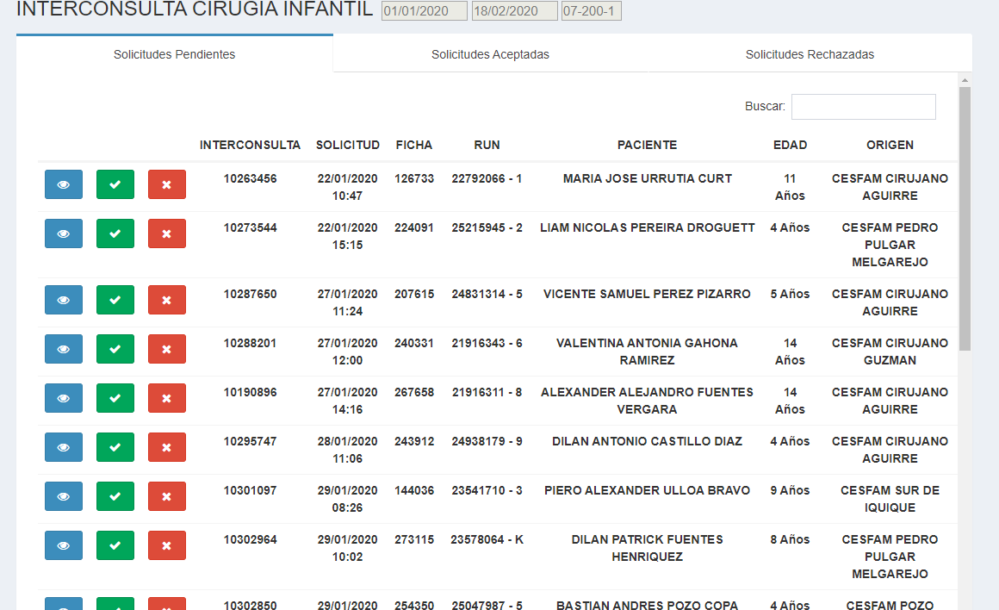 INTERCONSULTA CIRUGIA INFANTIL 01/01/2020 18/02/2020 07-200-1
Solicitudes Pendientes Solicitudes Aceptadas Solicitudes Rechazadas
Buscar:
INTERCONSULTA SOLICITUD FICHA RUN PACIENTE EDAD ORIGEN
10263456 22/01/2020 126733 22792066 - 1 MARIA JOSE URRUTIA CURT 11 CESFAM CIRUJANO
10:47 Años AGUIRRE
10273544 22/01/2020 224091 25215945 - 2 LIAM NICOLAS PEREIRA DROGUETT 4 Años CESFAM PEDRO
15:15 PULGAR
MELGAREJO
10287650 27/01/2020 207615 24831314 - 5 VICENTE SAMUEL PEREZ PIZARRO 5 Años CESFAM CIRUJANO
11:24 AGUIRRE
10288201 27/01/2020 240331 21916343 - 6 VALENTINA ANTONIA GAHONA 14 CESFAM CIRUJANO
12:00 RAMIREZ Años GUZMAN
10190896 27/01/2020 267658 21916311 - 8 ALEXANDER ALEJANDRO FUENTES 14 CESFAM CIRUJANO
14:16 VERGARA Años AGUIRRE
10295747 28/01/2020 243912 24938179 - 9 DILAN ANTONIO CASTILLO DIAZ 4 Años CESFAM CIRUJANO
11:06 AGUIRRE
10301097 29/01/2020 144036 23541710 - 3 PIERO ALEXANDER ULLOA BRAVO 9 Años CESFAM SUR DE
08:26 IQUIQUE
10302964 29/01/2020 273115 23578064 - K DILAN PATRICK FUENTES 8 Años CESFAM PEDRO
10:02 HENRIQUEZ PULGAR
MELGAREJO
10302850 29/01/2020 254350 25047987 - 5 BASTIAN ANDRES POZO COPA 4 Años CESFAM POZO